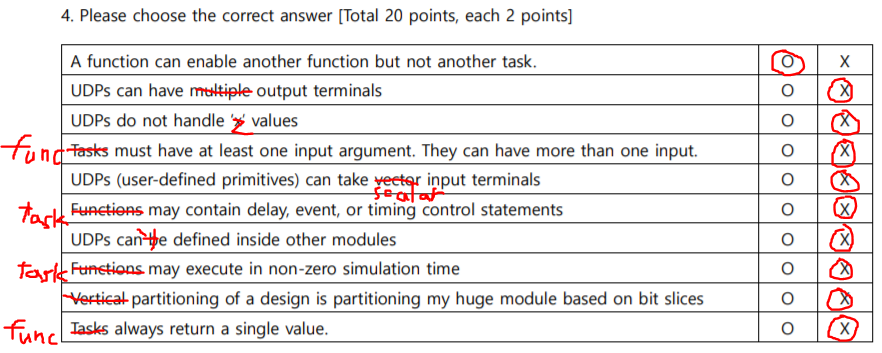 4. Please choose the correct answer [Total 20 points, each 2 points]
A function can enable another function but not another task. O X
UDPs can have multiple output terminals O X
UDPs do not handle 'z' values O X
func Tasks must have at least one input argument. They can have more than one input. O X
UDPs (user-defined primitives) can take vector input terminals O X
scalar
task Functions may contain delay, event, or timing control statements O X
UDPs can't be defined inside other modules O X
task Functions may execute in non-zero simulation time O X
Vertical partitioning of a design is partitioning my huge module based on bit slices O X
func Tasks always return a single value. O X